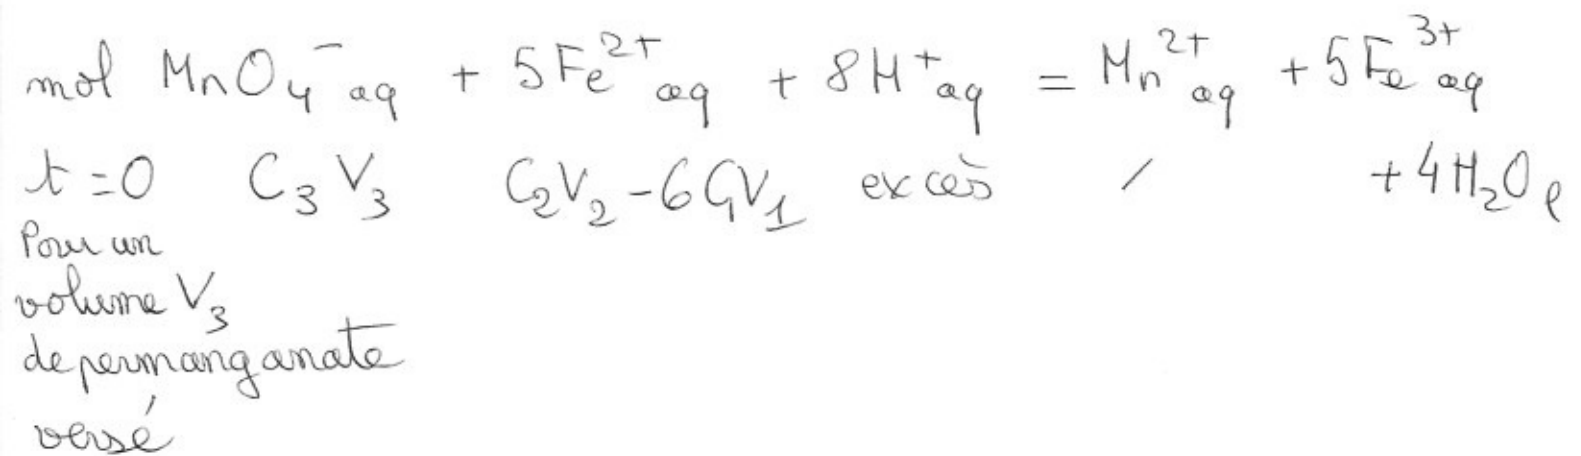 mol MnO₄⁻aq + 5Fe²⁺aq + 8H⁺aq = Mn²⁺aq + 5Fe³⁺aq
t=0 C₃V₃ C₂V₂-6C₁V₁ excès / +4H₂Oℓ
Pour un
volume V₃
de permanganate
versé